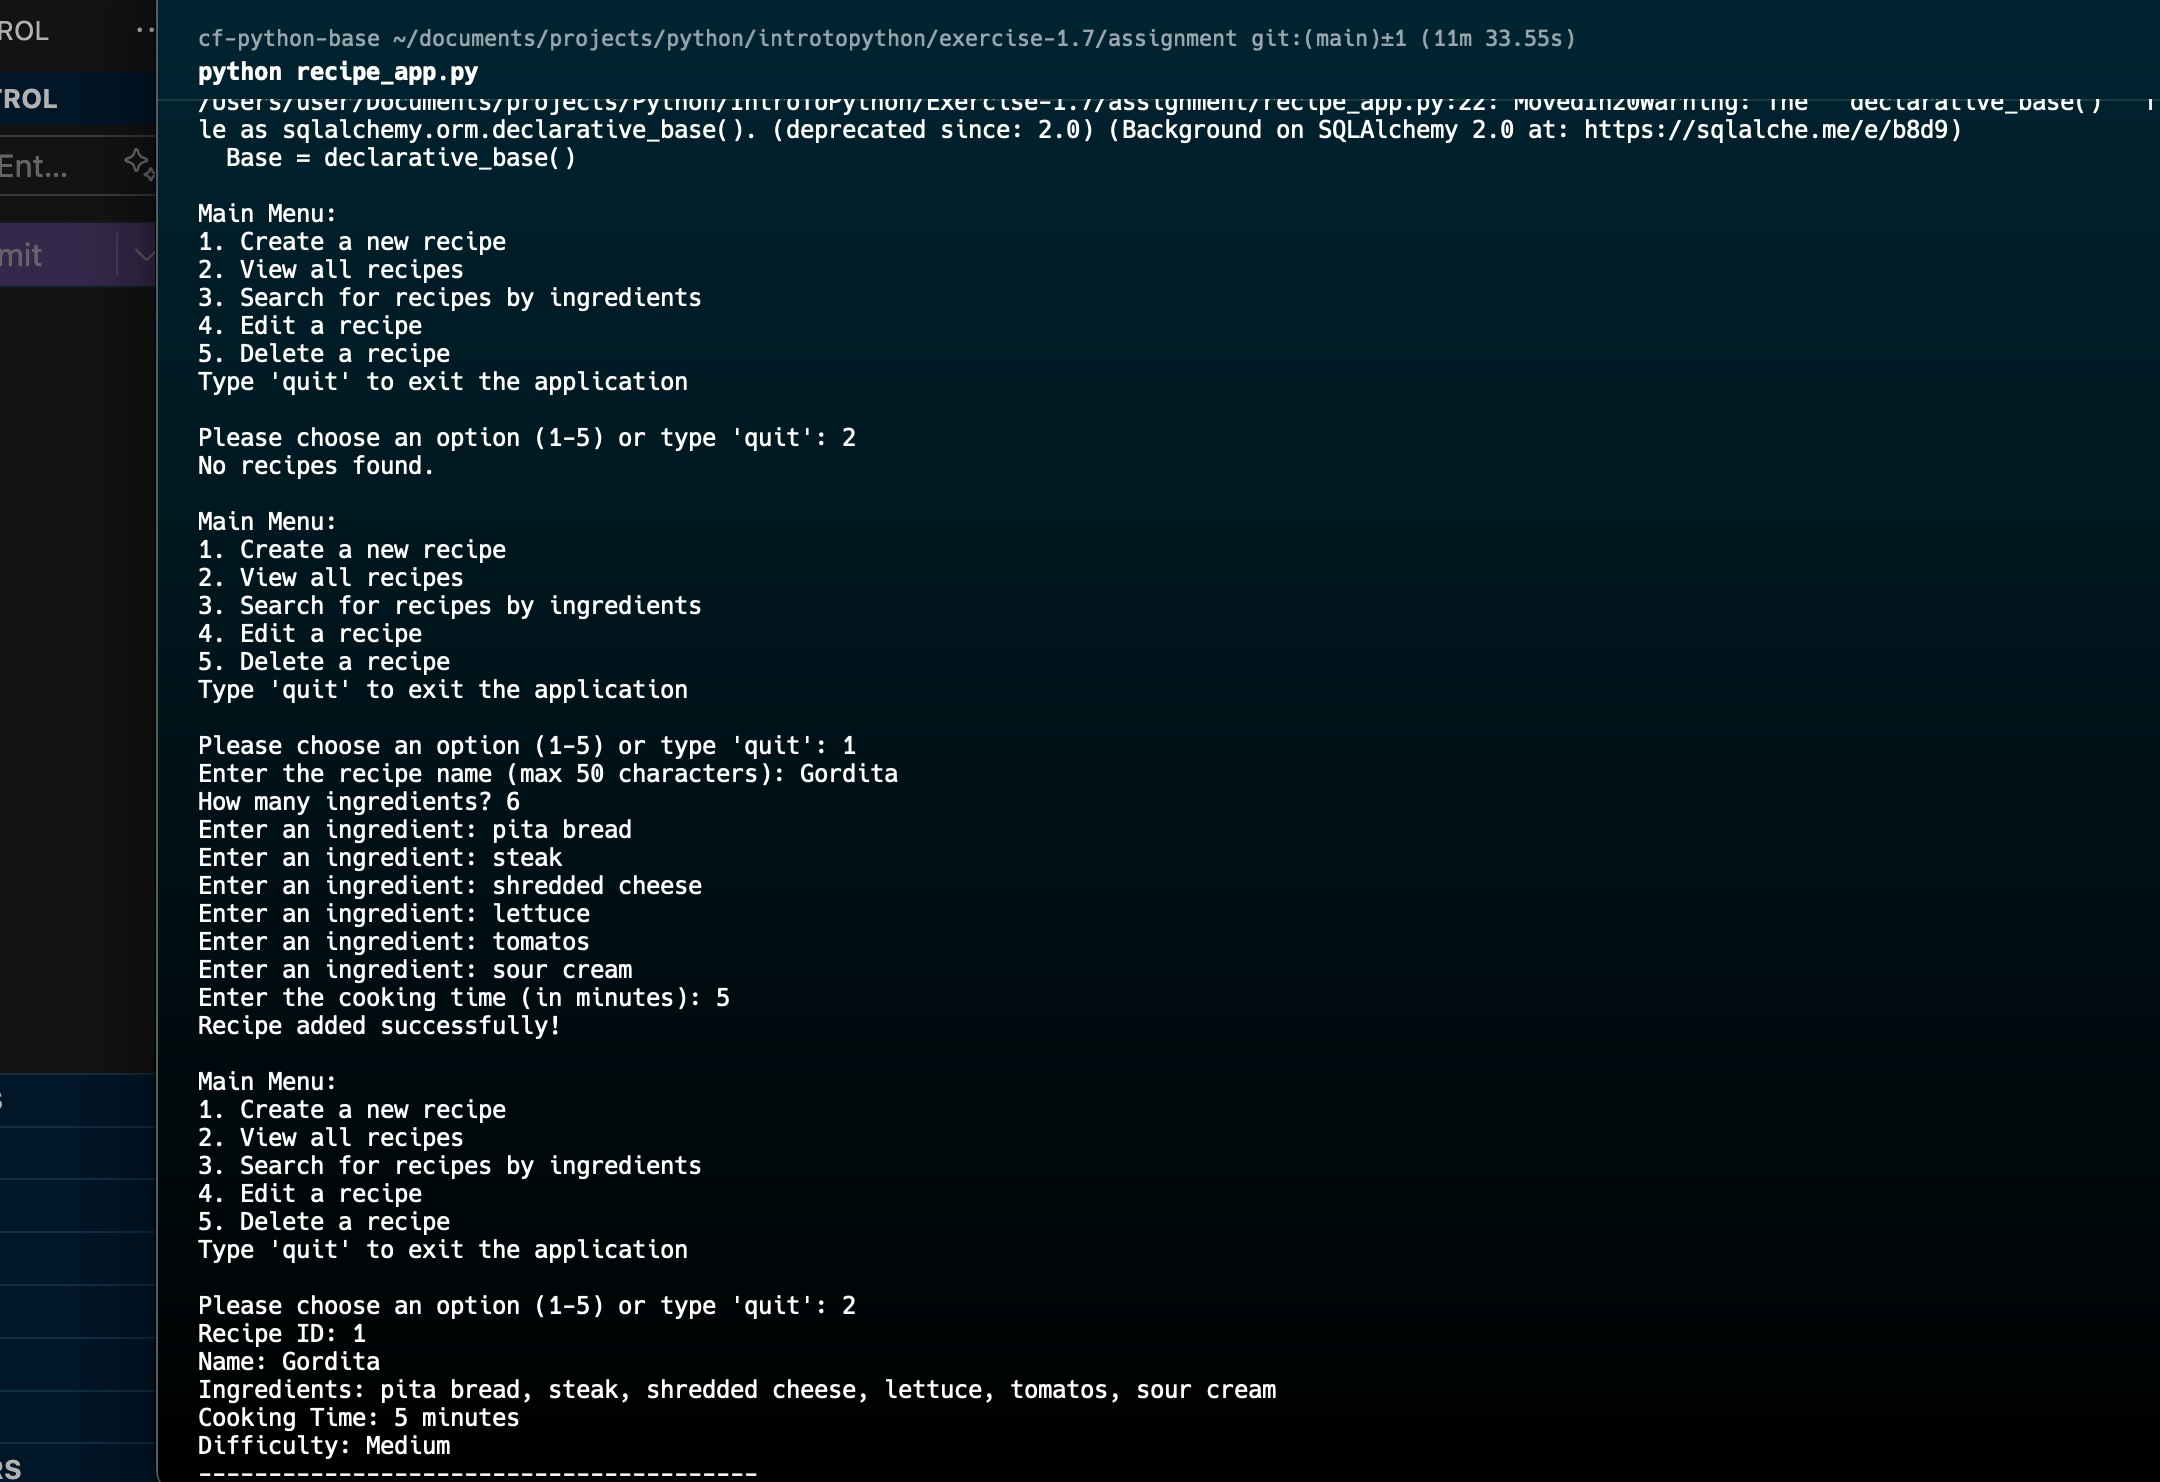 ROL
··
cf-python-base ~/documents/projects/python/introtopython/exercise-1.7/assignment git:(main)±1 (11m 33.55s)
python recipe_app.py
TROL
/Users/user/Documents/projects/Python/IntroToPython/Exercise-1.7/assignment/recipe_app.py:22: MovedIn20Warning: The ``declarative_base()``
le as sqlalchemy.orm.declarative_base(). (deprecated since: 2.0) (Background on SQLAlchemy 2.0 at: https://sqlalche.me/e/b8d9)
Base = declarative_base()
Ent...
mit
Main Menu:
1. Create a new recipe
2. View all recipes
3. Search for recipes by ingredients
4. Edit a recipe
5. Delete a recipe
Type 'quit' to exit the application
Please choose an option (1-5) or type 'quit': 2
No recipes found.
Main Menu:
1. Create a new recipe
2. View all recipes
3. Search for recipes by ingredients
4. Edit a recipe
5. Delete a recipe
Type 'quit' to exit the application
Please choose an option (1-5) or type 'quit': 1
Enter the recipe name (max 50 characters): Gordita
How many ingredients? 6
Enter an ingredient: pita bread
Enter an ingredient: steak
Enter an ingredient: shredded cheese
Enter an ingredient: lettuce
Enter an ingredient: tomatos
Enter an ingredient: sour cream
Enter the cooking time (in minutes): 5
Recipe added successfully!
Main Menu:
1. Create a new recipe
2. View all recipes
3. Search for recipes by ingredients
4. Edit a recipe
5. Delete a recipe
Type 'quit' to exit the application
Please choose an option (1-5) or type 'quit': 2
Recipe ID: 1
Name: Gordita
Ingredients: pita bread, steak, shredded cheese, lettuce, tomatos, sour cream
Cooking Time: 5 minutes
Difficulty: Medium
----------------------------------------
RS